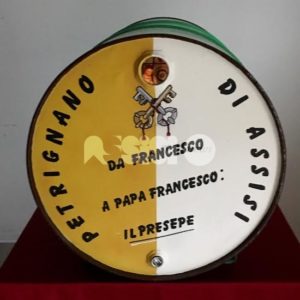 PETRIGNANO
DI ASSISI
DA FRANCESCO
A PAPA FRANCESCO:
IL PRESEPE